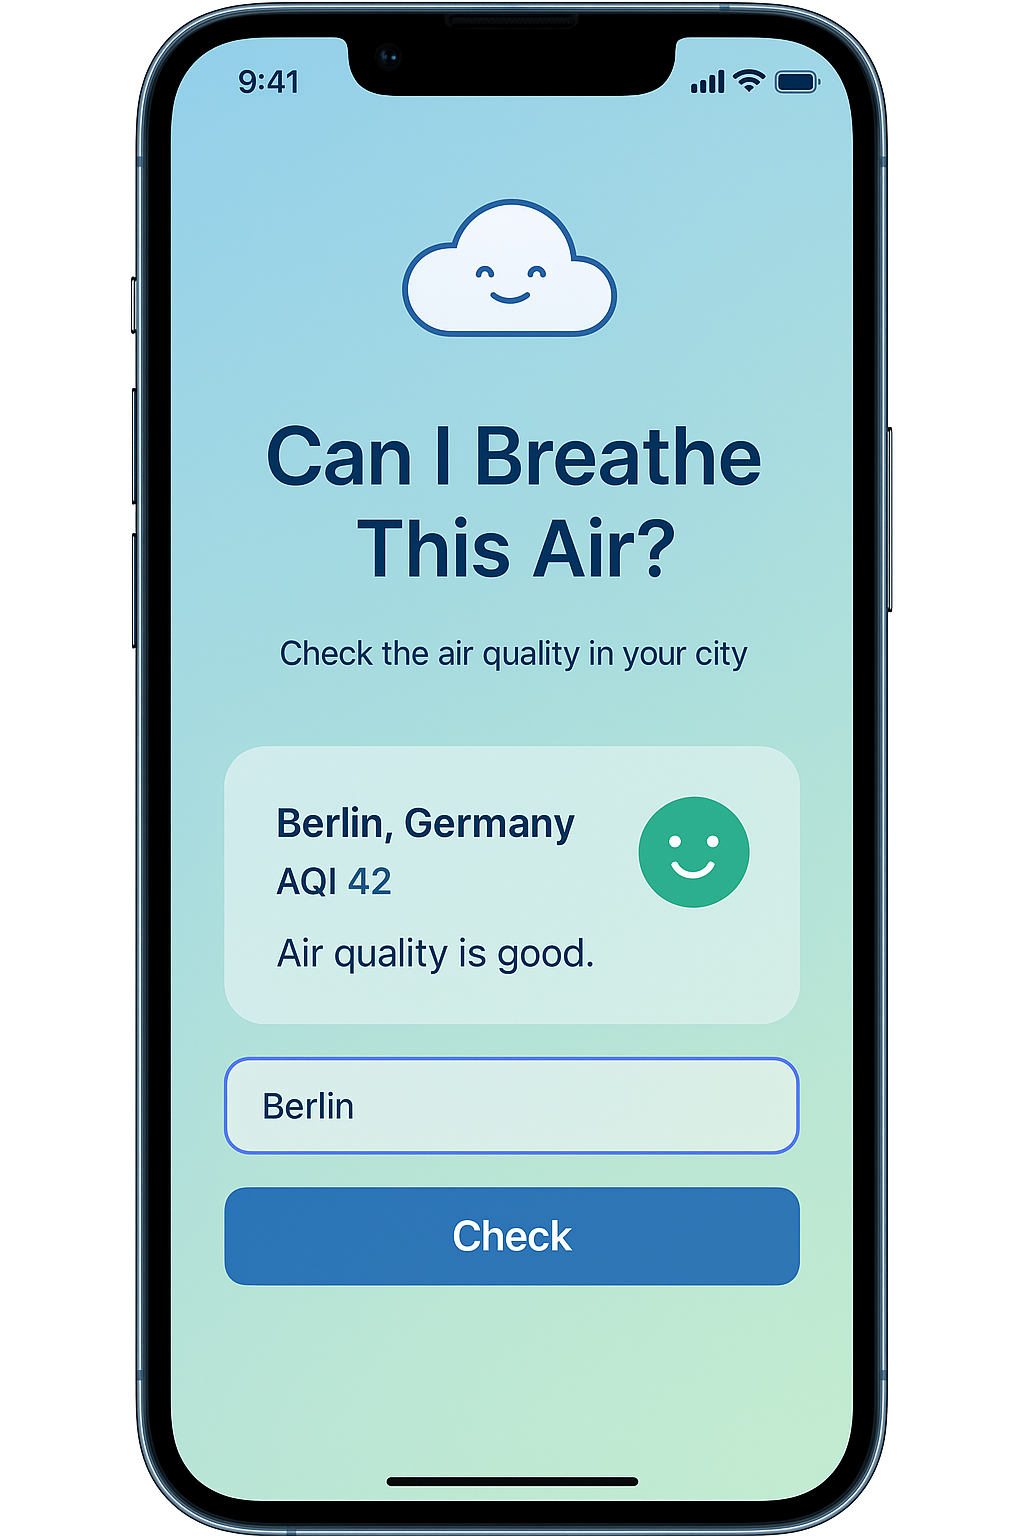 9:41
Can I Breathe
This Air?
Check the air quality in your city
Berlin, Germany
AQI 42
Air quality is good.
Berlin
Check